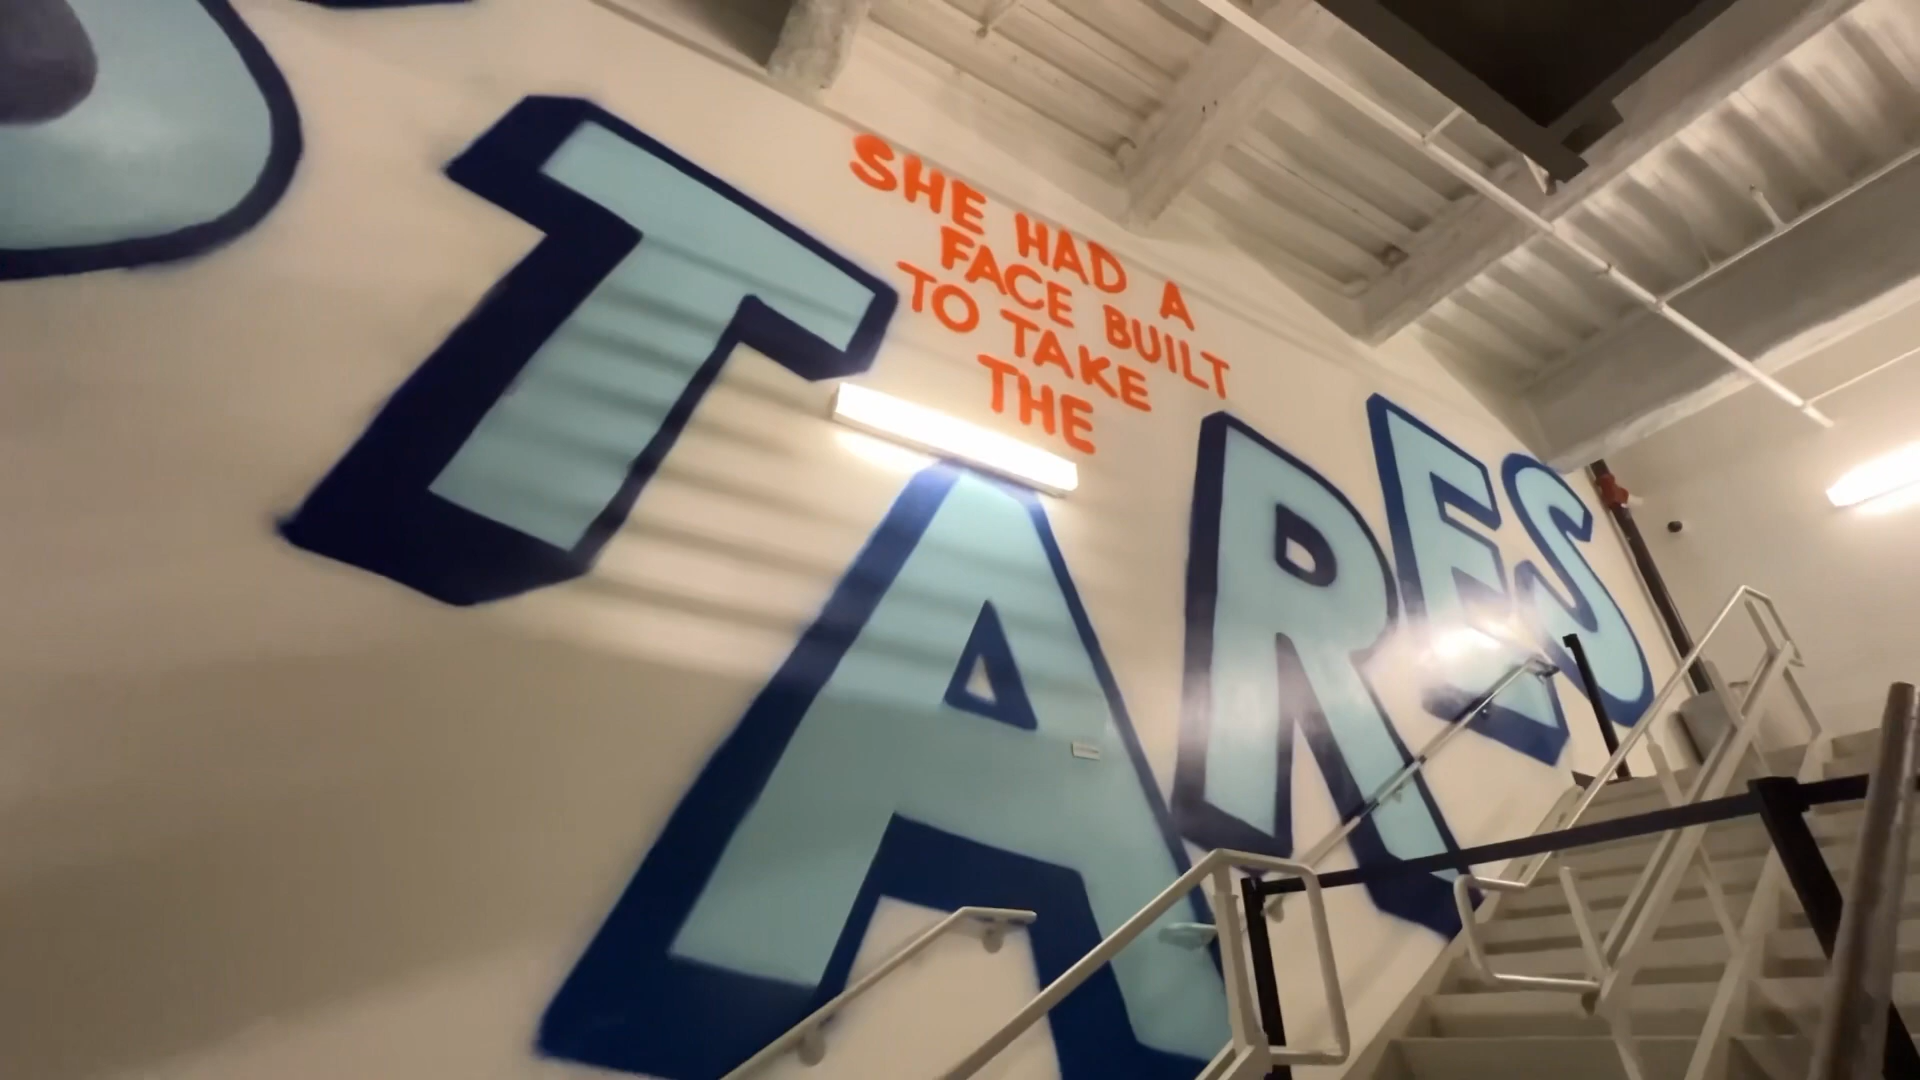 SHE HAD A
FACE BUILT
TO TAKE
THE
TARES